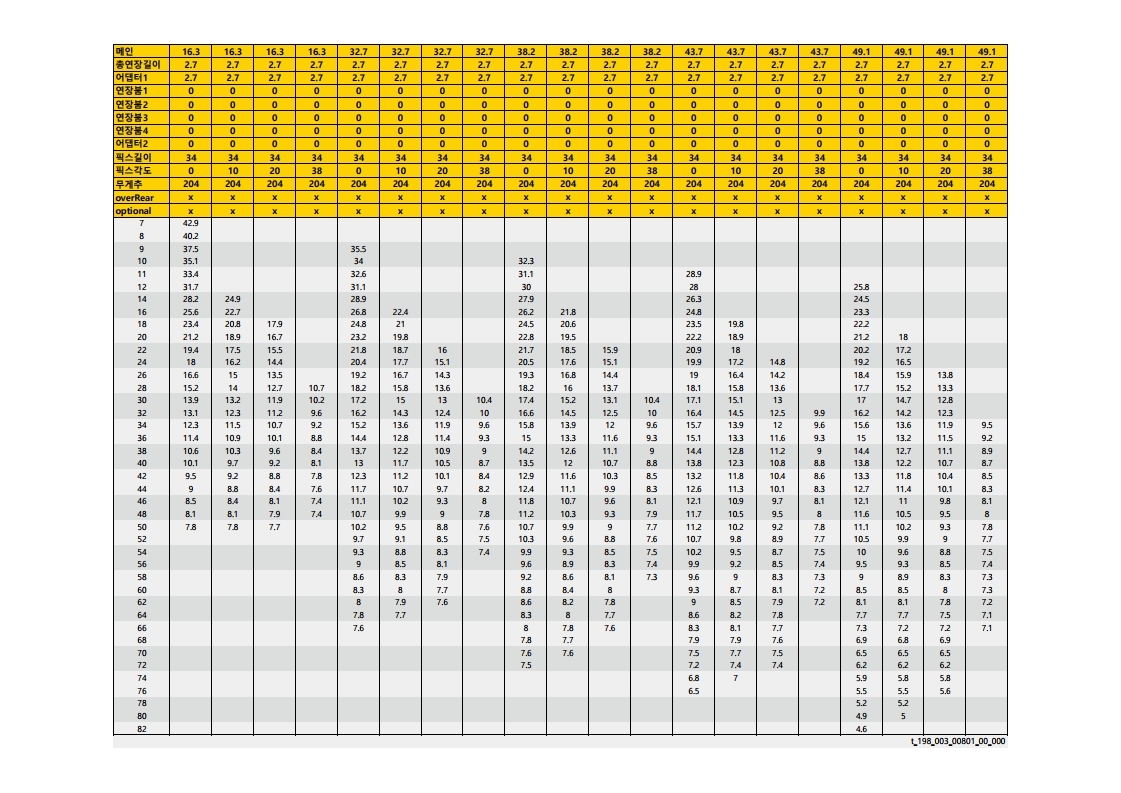 메인 16.3 16.3 16.3 16.3 32.7 32.7 32.7 32.7 38.2 38.2 38.2 38.2 43.7 43.7 43.7 43.7 49.1 49.1 49.1 49.1
총연장길이 2.7 2.7 2.7 2.7 2.7 2.7 2.7 2.7 2.7 2.7 2.7 2.7 2.7 2.7 2.7 2.7 2.7 2.7 2.7 2.7
어댑터1 2.7 2.7 2.7 2.7 2.7 2.7 2.7 2.7 2.7 2.7 2.7 2.7 2.7 2.7 2.7 2.7 2.7 2.7 2.7 2.7
연장붐1 0 0 0 0 0 0 0 0 0 0 0 0 0 0 0 0 0 0 0 0
연장붐2 0 0 0 0 0 0 0 0 0 0 0 0 0 0 0 0 0 0 0 0
연장붐3 0 0 0 0 0 0 0 0 0 0 0 0 0 0 0 0 0 0 0 0
연장붐4 0 0 0 0 0 0 0 0 0 0 0 0 0 0 0 0 0 0 0 0
어댑터2 0 0 0 0 0 0 0 0 0 0 0 0 0 0 0 0 0 0 0 0
픽스길이 34 34 34 34 34 34 34 34 34 34 34 34 34 34 34 34 34 34 34 34
픽스각도 0 10 20 38 0 10 20 38 0 10 20 38 0 10 20 38 0 10 20 38
무게추 204 204 204 204 204 204 204 204 204 204 204 204 204 204 204 204 204 204 204 204
overRear x x x x x x x x x x x x x x x x x x x x
optional x x x x x x x x x x x x x x x x x x x x
7 42.9
8 40.2
9 37.5 35.5
10 35.1 34 32.3
11 33.4 32.6 31.1 28.9
12 31.7 31.1 30 28 25.8
14 28.2 24.9 28.9 27.9 26.3 24.5
16 25.6 22.7 26.8 22.4 26.2 21.8 24.8 23.3
18 23.4 20.8 17.9 24.8 21 24.5 20.6 23.5 19.8 22.2
20 21.2 18.9 16.7 23.2 19.8 22.8 19.5 22.2 18.9 21.2 18
22 19.4 17.5 15.5 21.8 18.7 16 21.7 18.5 15.9 20.9 18 20.2 17.2
24 18 16.2 14.4 20.4 17.7 15.1 20.5 17.6 15.1 19.9 17.2 14.8 19.2 16.5
26 16.6 15 13.5 19.2 16.7 14.3 19.3 16.8 14.4 19 16.4 14.2 18.4 15.9 13.8
28 15.2 14 12.7 10.7 18.2 15.8 13.6 18.2 16 13.7 18.1 15.8 13.6 17.7 15.2 13.3
30 13.9 13.2 11.9 10.2 17.2 15 13 10.4 17.4 15.2 13.1 10.4 17.1 15.1 13 17 14.7 12.8
32 13.1 12.3 11.2 9.6 16.2 14.3 12.4 10 16.6 14.5 12.5 10 16.4 14.5 12.5 9.9 16.2 14.2 12.3
34 12.3 11.5 10.7 9.2 15.2 13.6 11.9 9.6 15.8 13.9 12 9.6 15.7 13.9 12 9.6 15.6 13.6 11.9 9.5
36 11.4 10.9 10.1 8.8 14.4 12.8 11.4 9.3 15 13.3 11.6 9.3 15.1 13.3 11.6 9.3 15 13.2 11.5 9.2
38 10.6 10.3 9.6 8.4 13.7 12.2 10.9 9 14.2 12.6 11.1 9 14.4 12.8 11.2 9 14.4 12.7 11.1 8.9
40 10.1 9.7 9.2 8.1 13 11.7 10.5 8.7 13.5 12 10.7 8.8 13.8 12.3 10.8 8.8 13.8 12.2 10.7 8.7
42 9.5 9.2 8.8 7.8 12.3 11.2 10.1 8.4 12.9 11.6 10.3 8.5 13.2 11.8 10.4 8.6 13.3 11.8 10.4 8.5
44 9 8.8 8.4 7.6 11.7 10.7 9.7 8.2 12.4 11.1 9.9 8.3 12.6 11.3 10.1 8.3 12.7 11.4 10.1 8.3
46 8.5 8.4 8.1 7.4 11.1 10.2 9.3 8 11.8 10.7 9.6 8.1 12.1 10.9 9.7 8.1 12.1 11 9.8 8.1
48 8.1 8.1 7.9 7.4 10.7 9.9 9 7.8 11.2 10.3 9.3 7.9 11.7 10.5 9.5 8 11.6 10.5 9.5 8
50 7.8 7.8 7.7 10.2 9.5 8.8 7.6 10.7 9.9 9 7.7 11.2 10.2 9.2 7.8 11.1 10.2 9.3 7.8
52 9.7 9.1 8.5 7.5 10.3 9.6 8.8 7.6 10.7 9.8 8.9 7.7 10.5 9.9 9 7.7
54 9.3 8.8 8.3 7.4 9.9 9.3 8.5 7.5 10.2 9.5 8.7 7.5 10 9.6 8.8 7.5
56 9 8.5 8.1 9.6 8.9 8.3 7.4 9.9 9.2 8.5 7.4 9.5 9.3 8.5 7.4
58 8.6 8.3 7.9 9.2 8.6 8.1 7.3 9.6 9 8.3 7.3 9 8.9 8.3 7.3
60 8.3 8 7.7 8.8 8.4 8 9.3 8.7 8.1 7.2 8.5 8.5 8 7.3
62 8 7.9 7.6 8.6 8.2 7.8 9 8.5 7.9 7.2 8.1 8.1 7.8 7.2
64 7.8 7.7 8.3 8 7.7 8.6 8.2 7.8 7.7 7.7 7.5 7.1
66 7.6 8 7.8 7.6 8.3 8.1 7.7 7.3 7.2 7.2 7.1
68 7.8 7.7 7.9 7.9 7.6 6.9 6.8 6.9
70 7.6 7.6 7.5 7.7 7.5 6.5 6.5 6.5
72 7.5 7.2 7.4 7.4 6.2 6.2 6.2
74 6.8 7 5.9 5.8 5.8
76 6.5 5.5 5.5 5.6
78 5.2 5.2
80 4.9 5
82 4.6
t_198_003_00801_00_000